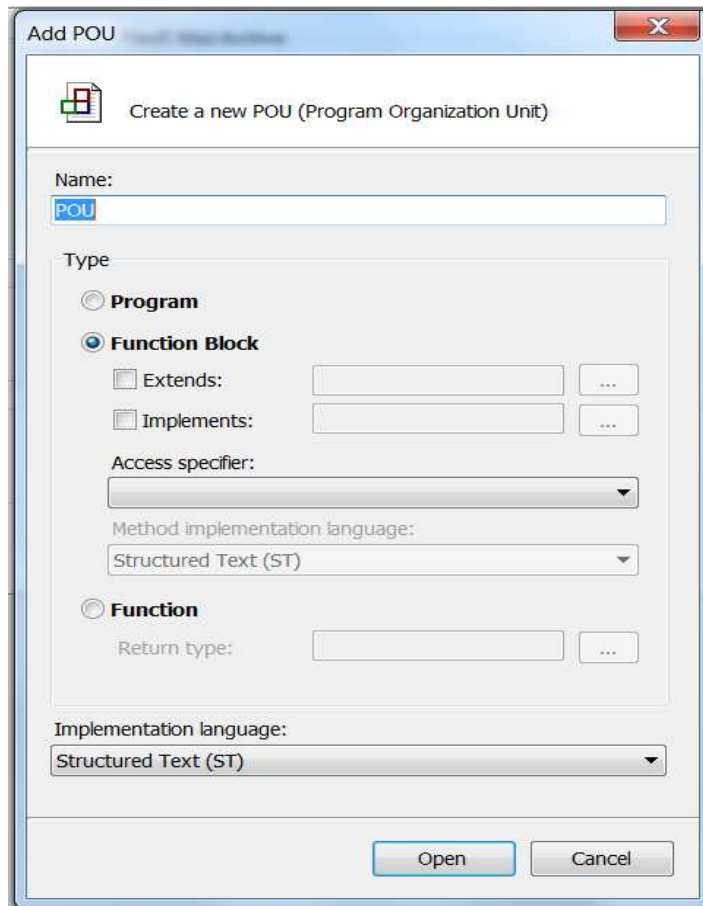 Add POU
Create a new POU (Program Organization Unit)
Name:
POU
Type
Program
Function Block
Extends:
...
Implements:
...
Access specifier:
Method implementation language:
Structured Text (ST)
Function
Return type:
...
Implementation language:
Structured Text (ST)
Open
Cancel